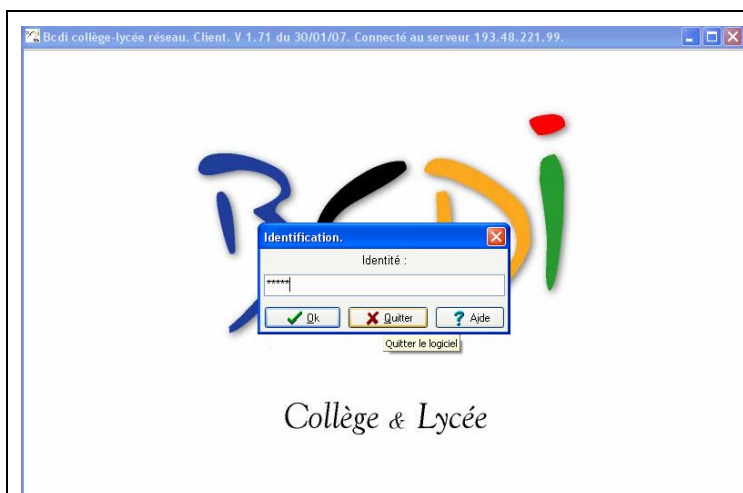 Bcdi collège-lycée réseau. Client. V 1.71 du 30/01/07. Connecté au serveur 193.48.221.99.
BCDI
Identification.
Identité :
*****
Ok
Quitter
? Aide
Quitter le logiciel
Collège & Lycée